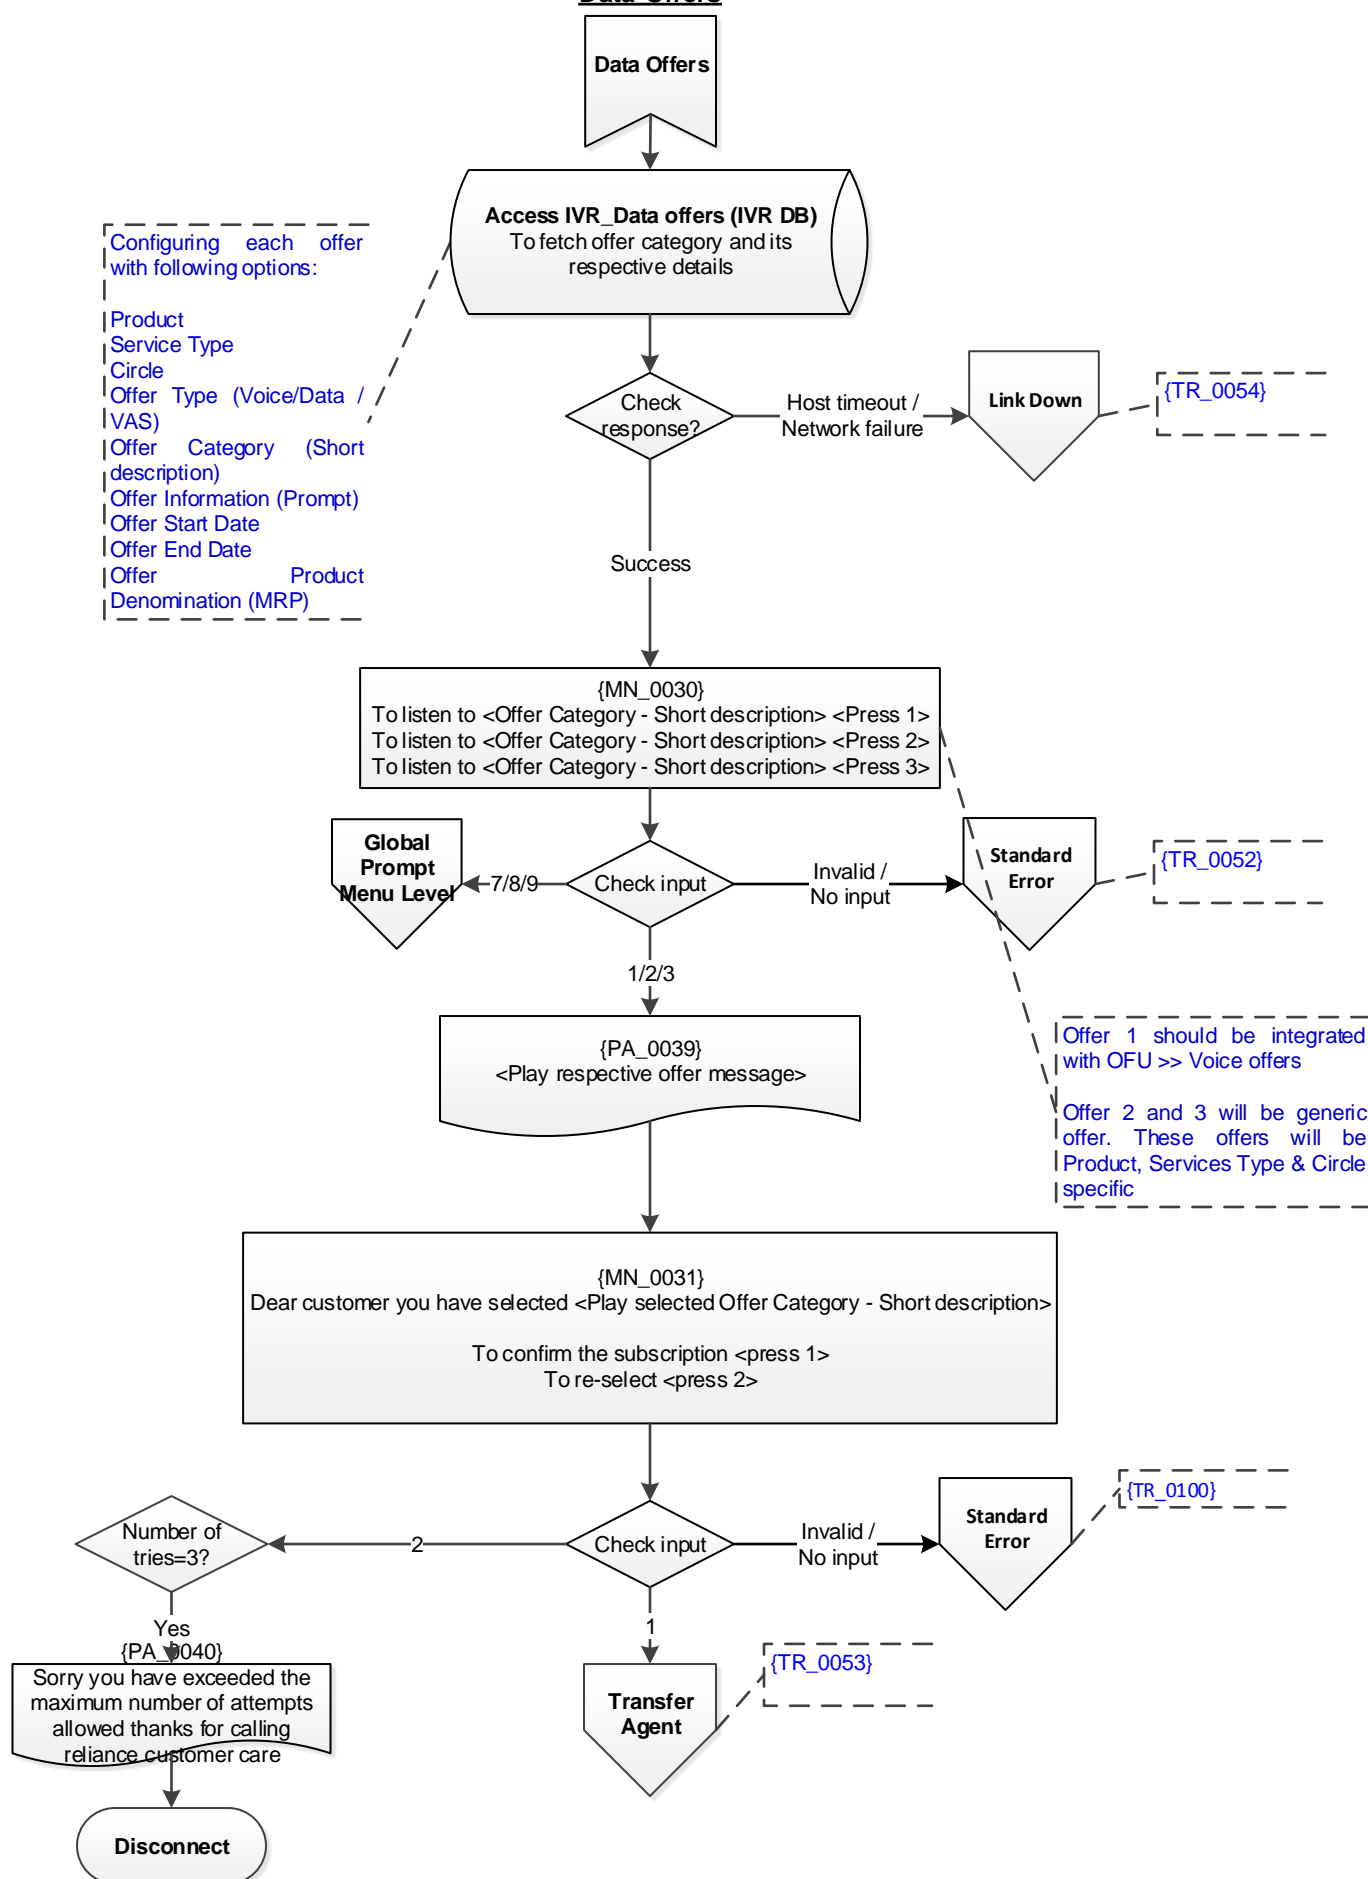 Data Offers
Data Offers
Access IVR_Data offers (IVR DB)
To fetch offer category and its
respective details
Configuring each offer
with following options:
Product
Service Type
Circle
Offer Type (Voice/Data /
VAS)
Offer Category (Short
description)
Offer Information (Prompt)
Offer Start Date
Offer End Date
Offer Product
Denomination (MRP)
Check
response?
Host timeout /
Network failure
Link Down
{TR_0054}
Success
{MN_0030}
To listen to <Offer Category - Short description> <Press 1>
To listen to <Offer Category - Short description> <Press 2>
To listen to <Offer Category - Short description> <Press 3>
Global
Prompt
Menu Level
7/8/9
Check input
Invalid /
No input
Standard
Error
{TR_0052}
1/2/3
{PA_0039}
<Play respective offer message>
Offer 1 should be integrated
with OFU >> Voice offers
Offer 2 and 3 will be generic
offer. These offers will be
Product, Services Type & Circle
specific
{MN_0031}
Dear customer you have selected <Play selected Offer Category - Short description>
To confirm the subscription <press 1>
To re-select <press 2>
Number of
tries=3?
2
Check input
Invalid /
No input
Standard
Error
{TR_0100}
Yes
{PA_0040}
Sorry you have exceeded the
maximum number of attempts
allowed thanks for calling
reliance customer care
1
Transfer
Agent
{TR_0053}
Disconnect